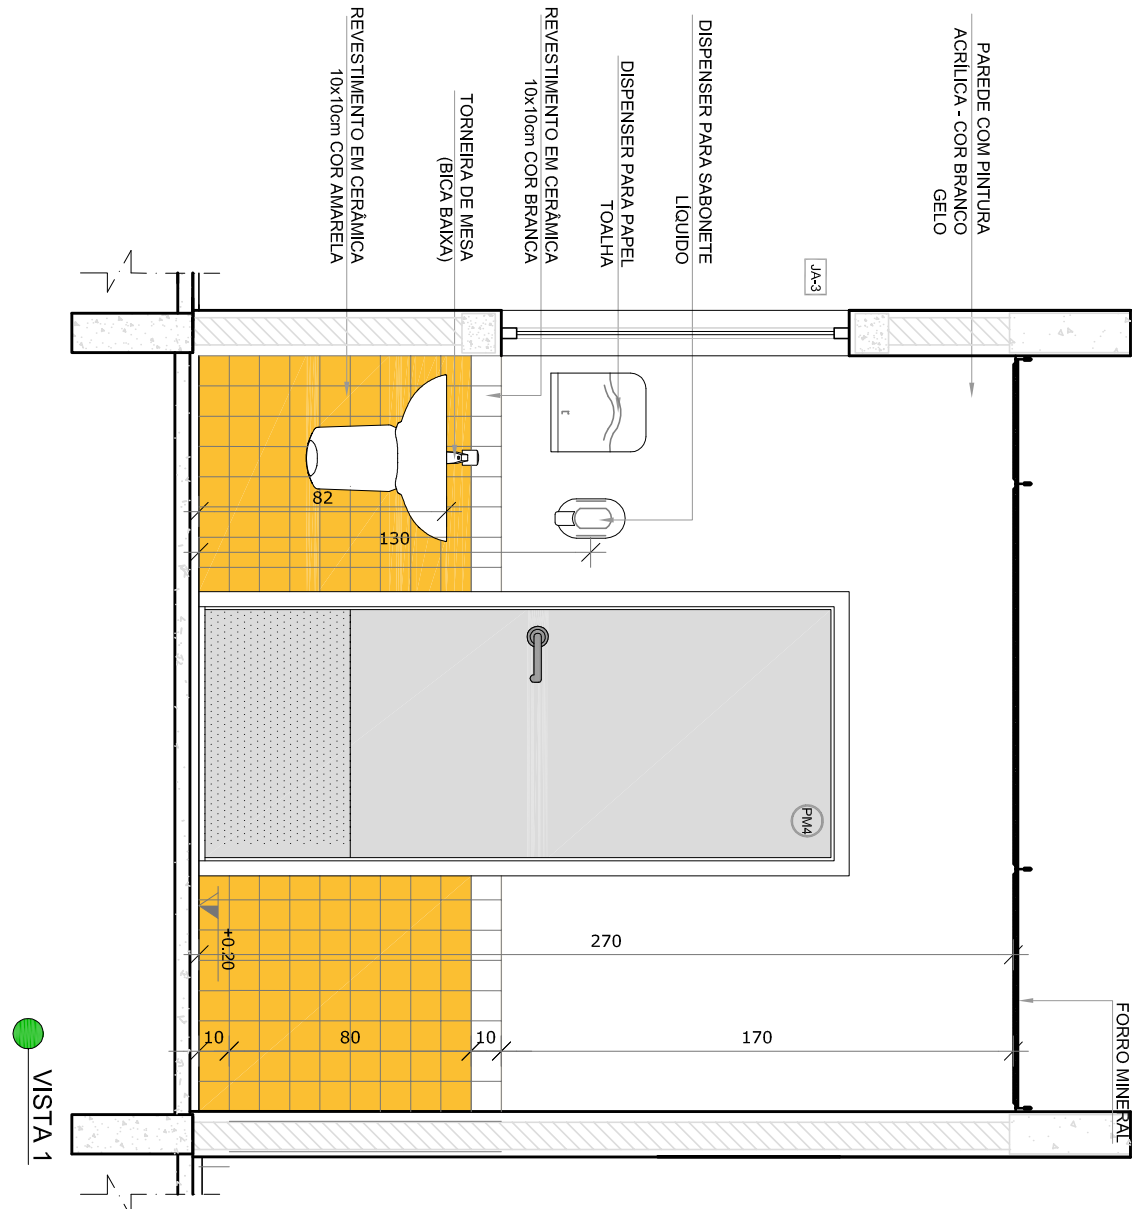 PAREDE COM PINTURA
ACRÍLICA - COR BRANCO
GELO
DISPENSER PARA SABONETE
LÍQUIDO
DISPENSER PARA PAPEL
TOALHA
REVESTIMENTO EM CERÂMICA
10x10cm COR BRANCA
TORNEIRA DE MESA
(BICA BAIXA)
REVESTIMENTO EM CERÂMICA
10x10cm COR AMARELA
JA-3
82
130
PM4
+0.20
270
10
80
10
170
FORRO MINERAL
VISTA 1